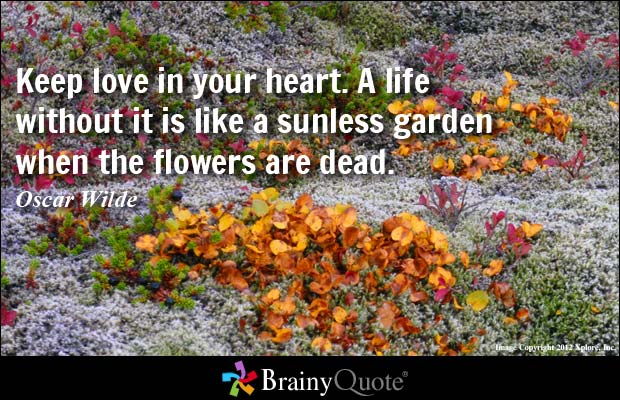 Keep love in your heart. A life
without it is like a sunless garden
when the flowers are dead.
Oscar Wilde
Image Copyright 2012 Xplore, Inc.
BrainyQuote®